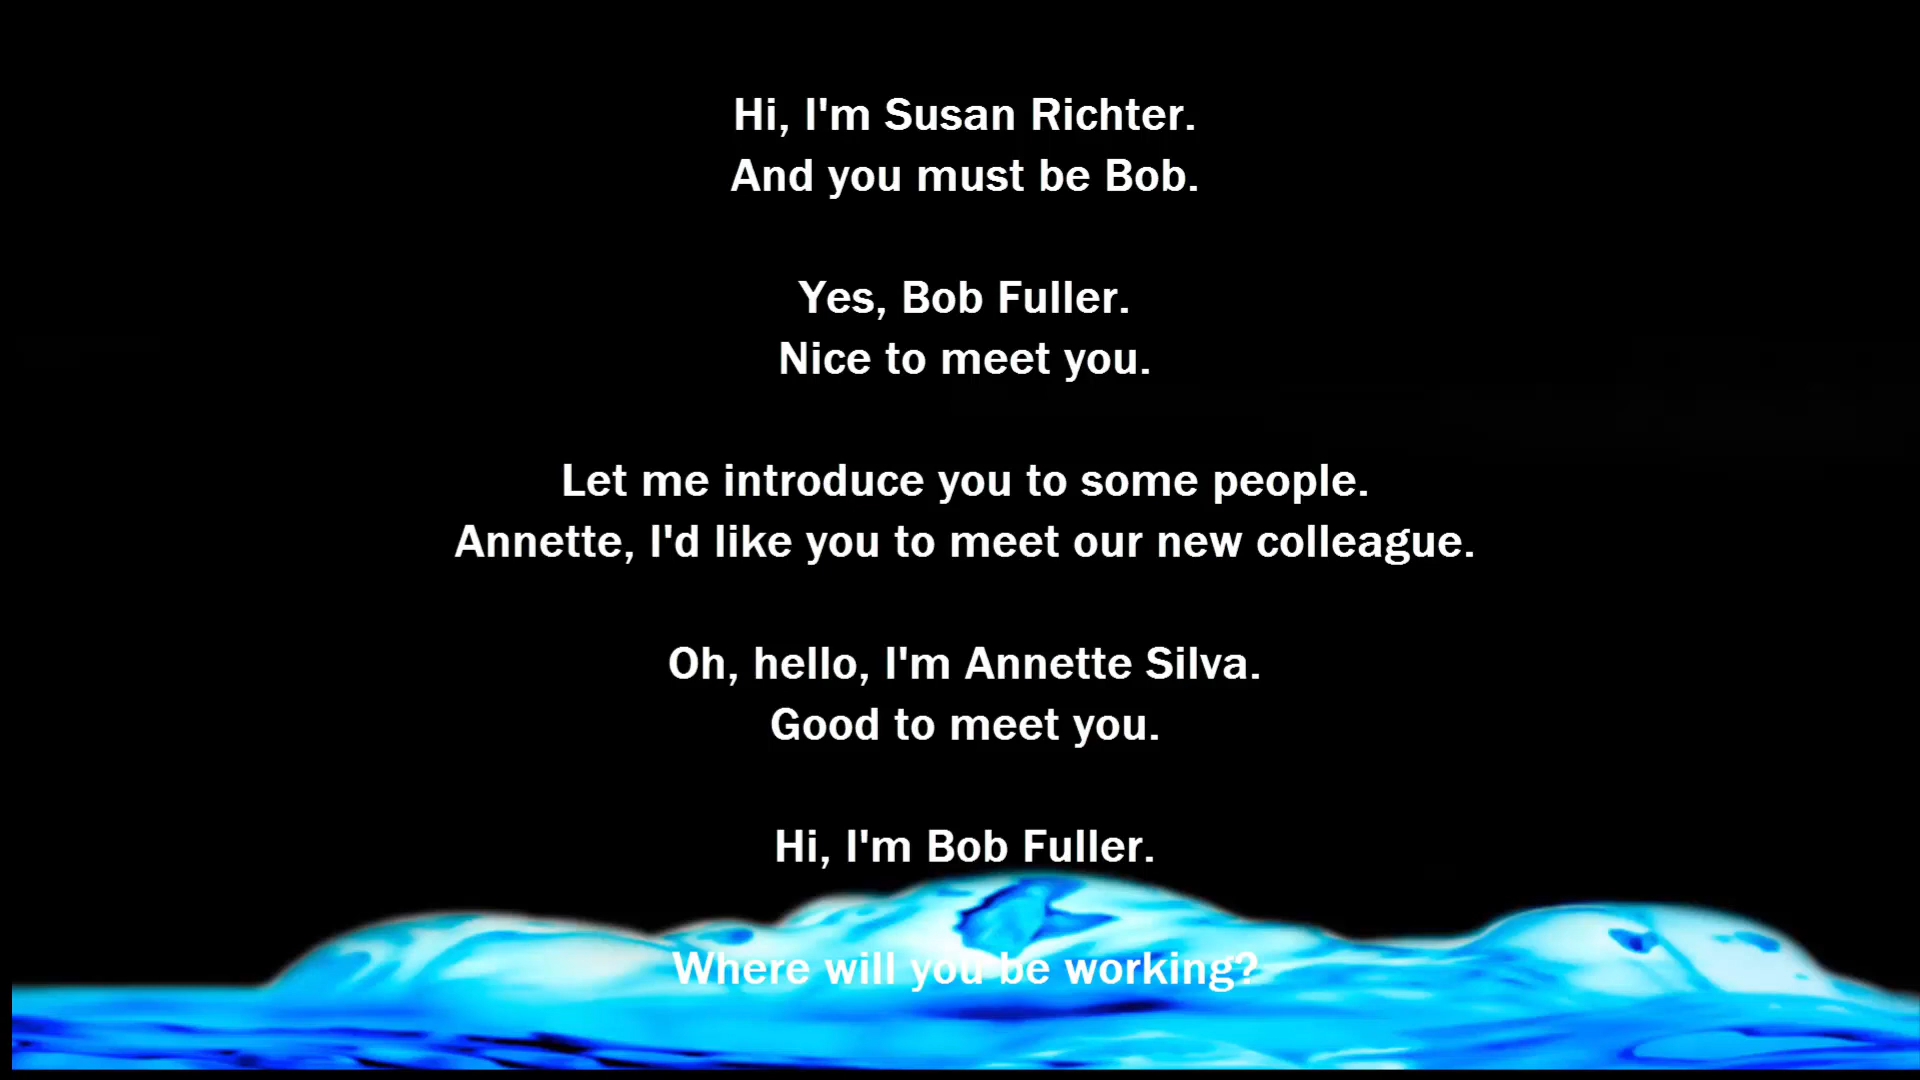 Hi, I'm Susan Richter.
And you must be Bob.
Yes, Bob Fuller.
Nice to meet you.
Let me introduce you to some people.
Annette, I'd like you to meet our new colleague.
Oh, hello, I'm Annette Silva.
Good to meet you.
Hi, I'm Bob Fuller.
Where will you be working?